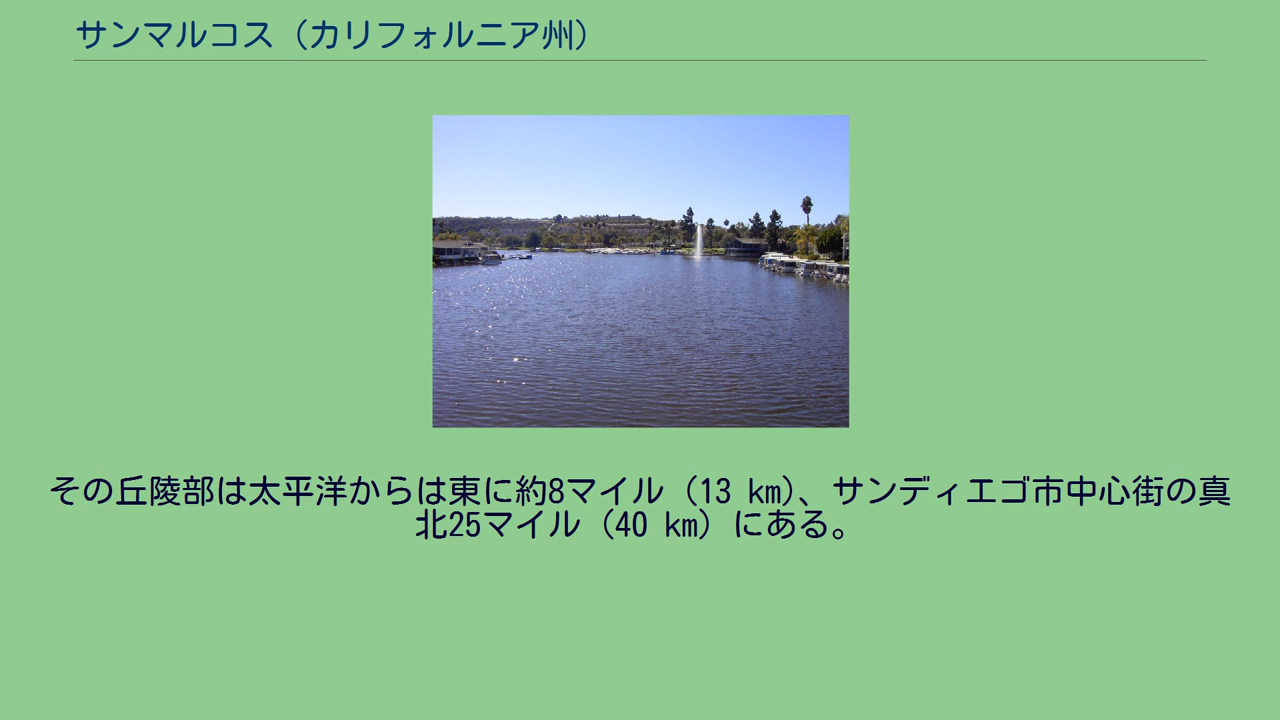 サンマルコス（カリフォルニア州）
その丘陵部は太平洋からは東に約8マイル（13 km）、サンディエゴ市中心街の真
北25マイル（40 km）にある。